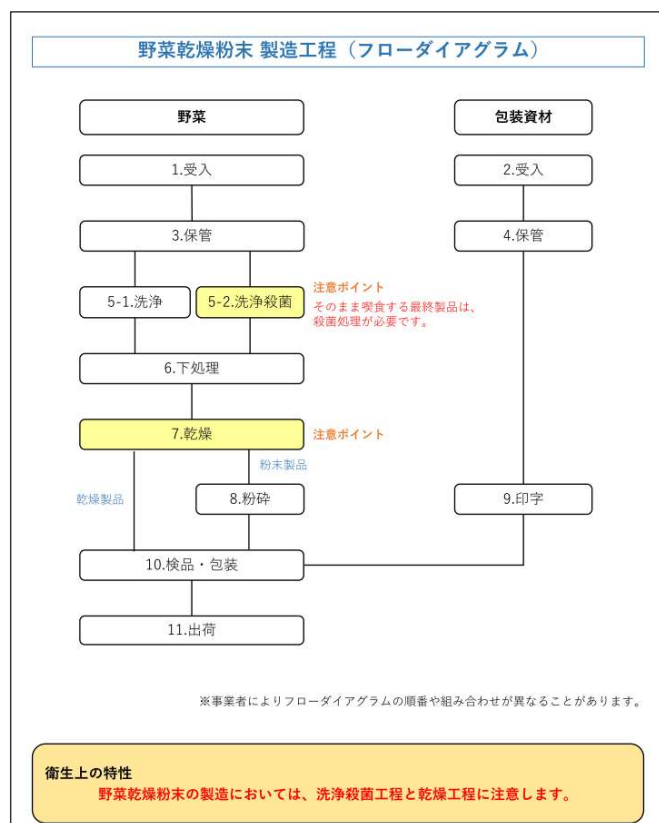 野菜乾燥粉末 製造工程（フローダイアグラム）
野菜
包装資材
1.受入
2.受入
3.保管
4.保管
5-1.洗浄
5-2.洗浄殺菌
注意ポイント
そのまま喫食する最終製品は、
殺菌処理が必要です。
6.下処理
7.乾燥
注意ポイント
粉末製品
乾燥製品
8.粉砕
9.印字
10.検品・包装
11.出荷
※事業者によりフローダイアグラムの順番や組み合わせが異なることがあります。
衛生上の特性
野菜乾燥粉末の製造においては、洗浄殺菌工程と乾燥工程に注意します。